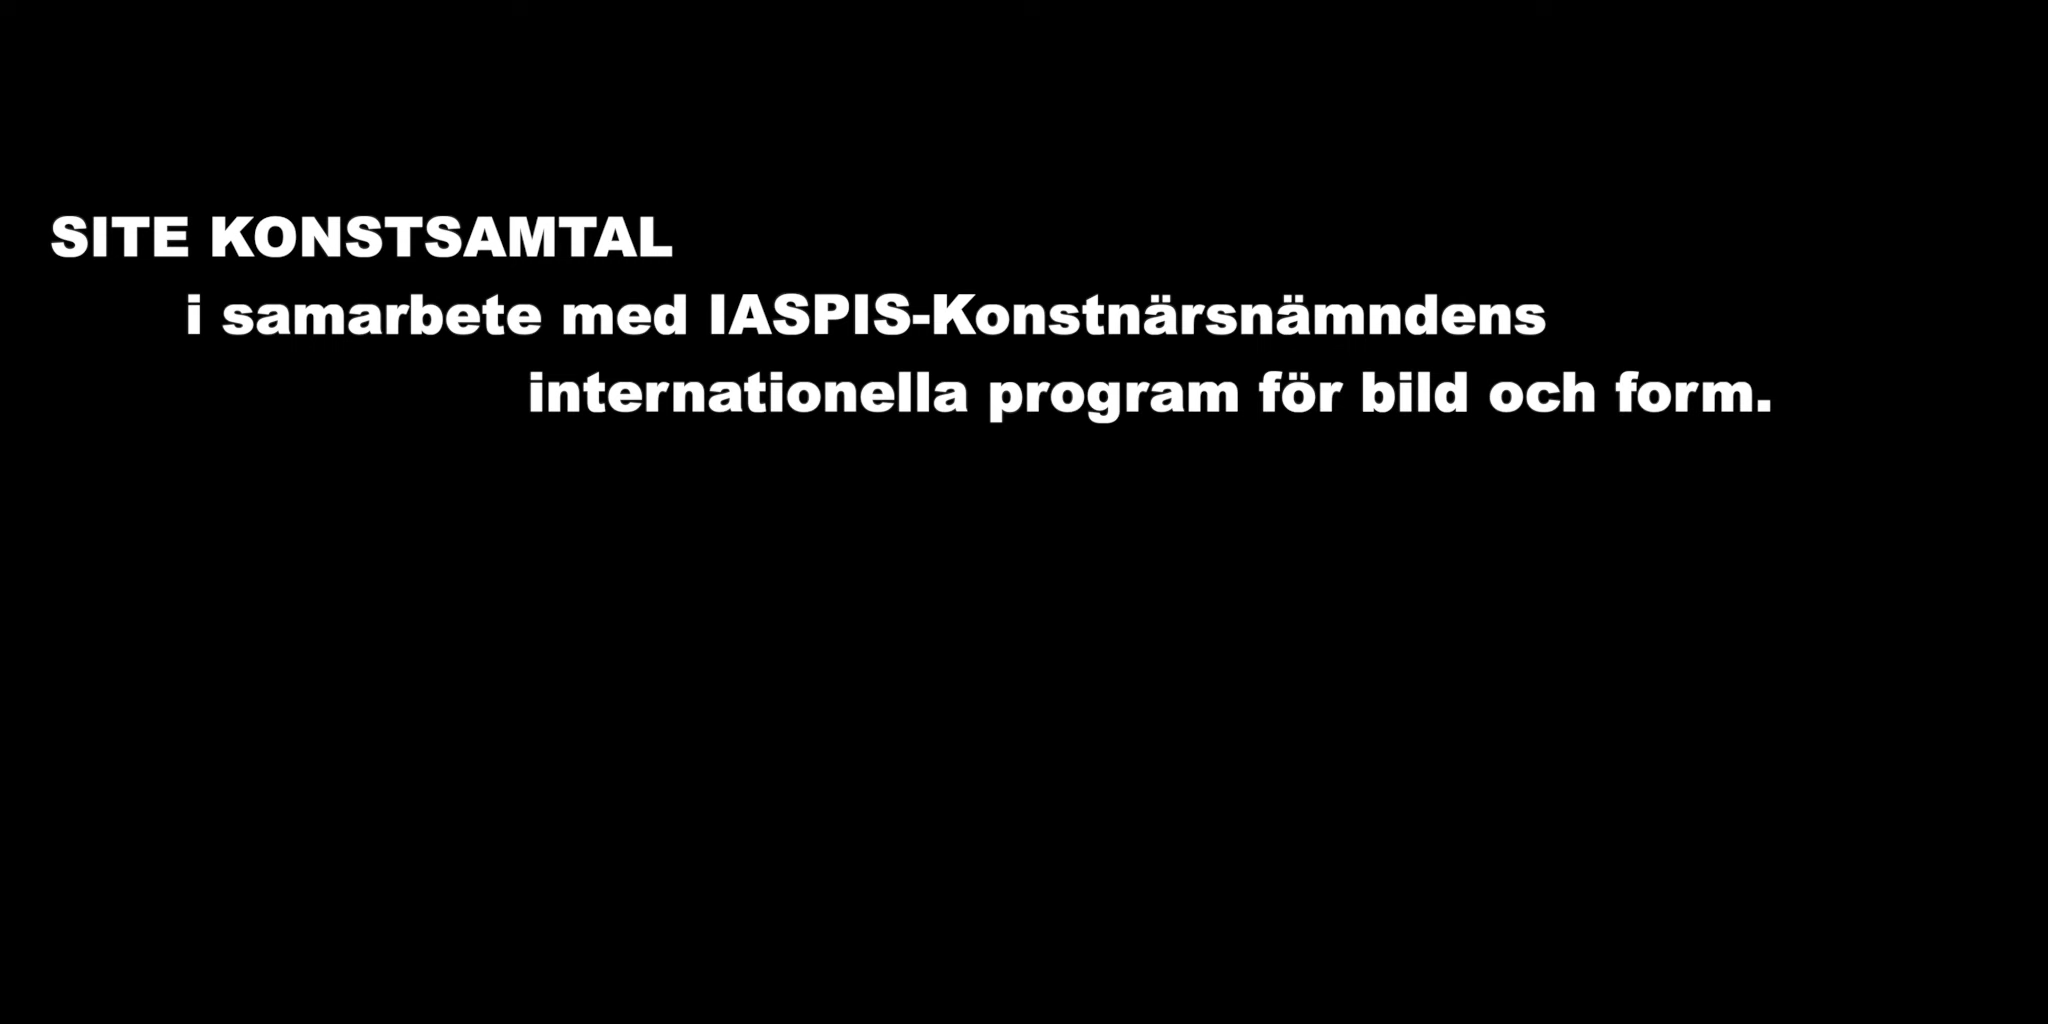 SITE KONSTSAMTAL
i samarbete med IASPIS-Konstnärsnämndens
internationella program för bild och form.